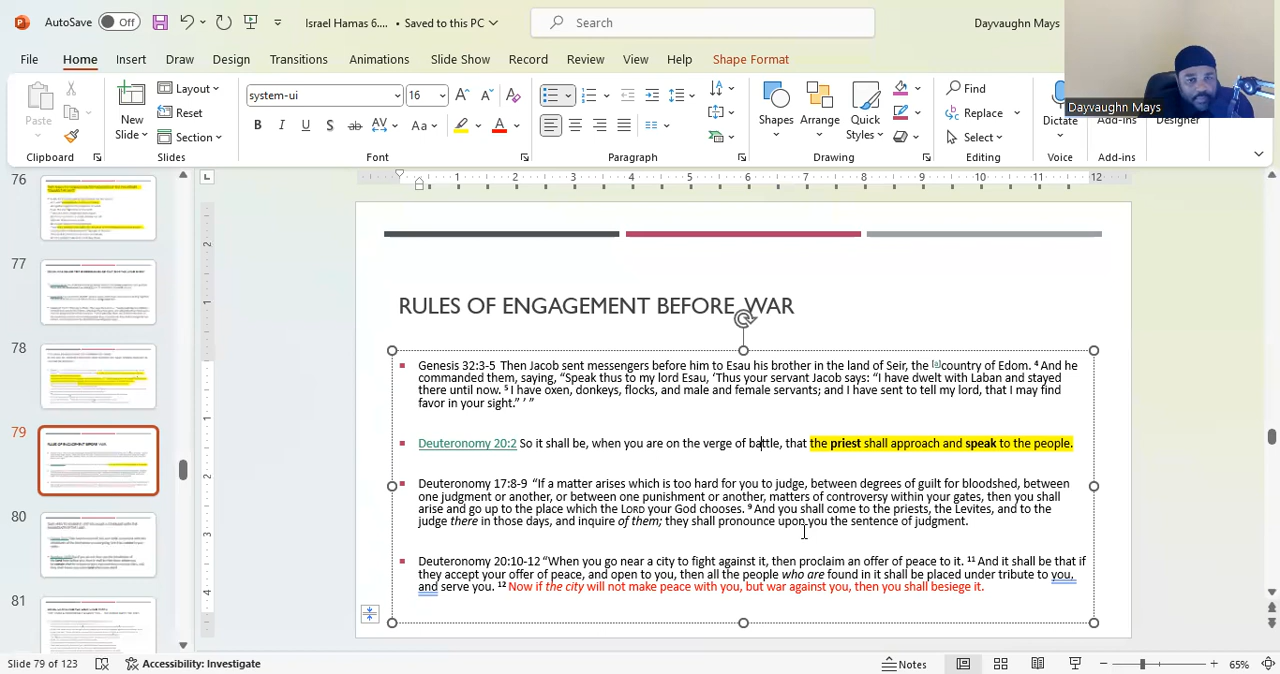 AutoSave Off Israel Hamas 6.... • Saved to this PC Search Dayvaughn Mays
File Home Insert Draw Design Transitions Animations Slide Show Record Review View Help Shape Format
Dayvaughn Mays
Paste New Slide Layout Reset Section system-ui 16 Shapes Arrange Quick Styles Find Replace Select Dictate Add-ins Designer
Clipboard Slides Font Paragraph Drawing Editing Voice Add-ins
76
77
78
79
80
81
RULES OF ENGAGEMENT BEFORE WAR
Genesis 32:3-5 Then Jacob sent messengers before him to Esau his brother in the land of Seir, the [a]country of Edom. 4 And he
commanded them, saying, “Speak thus to my lord Esau, ‘Thus your servant Jacob says: “I have dwelt with Laban and stayed
there until now. 5 I have oxen, donkeys, flocks, and male and female servants; and I have sent to tell my lord, that I may find
favor in your sight.” ’ ”
Deuteronomy 20:2 So it shall be, when you are on the verge of battle, that the priest shall approach and speak to the people.
Deuteronomy 17:8-9 “If a matter arises which is too hard for you to judge, between degrees of guilt for bloodshed, between
one judgment or another, or between one punishment or another, matters of controversy within your gates, then you shall
arise and go up to the place which the LORD your God chooses. 9 And you shall come to the priests, the Levites, and to the
judge there in those days, and inquire of them; they shall pronounce upon you the sentence of judgment.
Deuteronomy 20:10-12 “When you go near a city to fight against it, then proclaim an offer of peace to it. 11 And it shall be that if
they accept your offer of peace, and open to you, then all the people who are found in it shall be placed under tribute to you,
and serve you. 12 Now if the city will not make peace with you, but war against you, then you shall besiege it.
Slide 79 of 123 Accessibility: Investigate Notes 65%